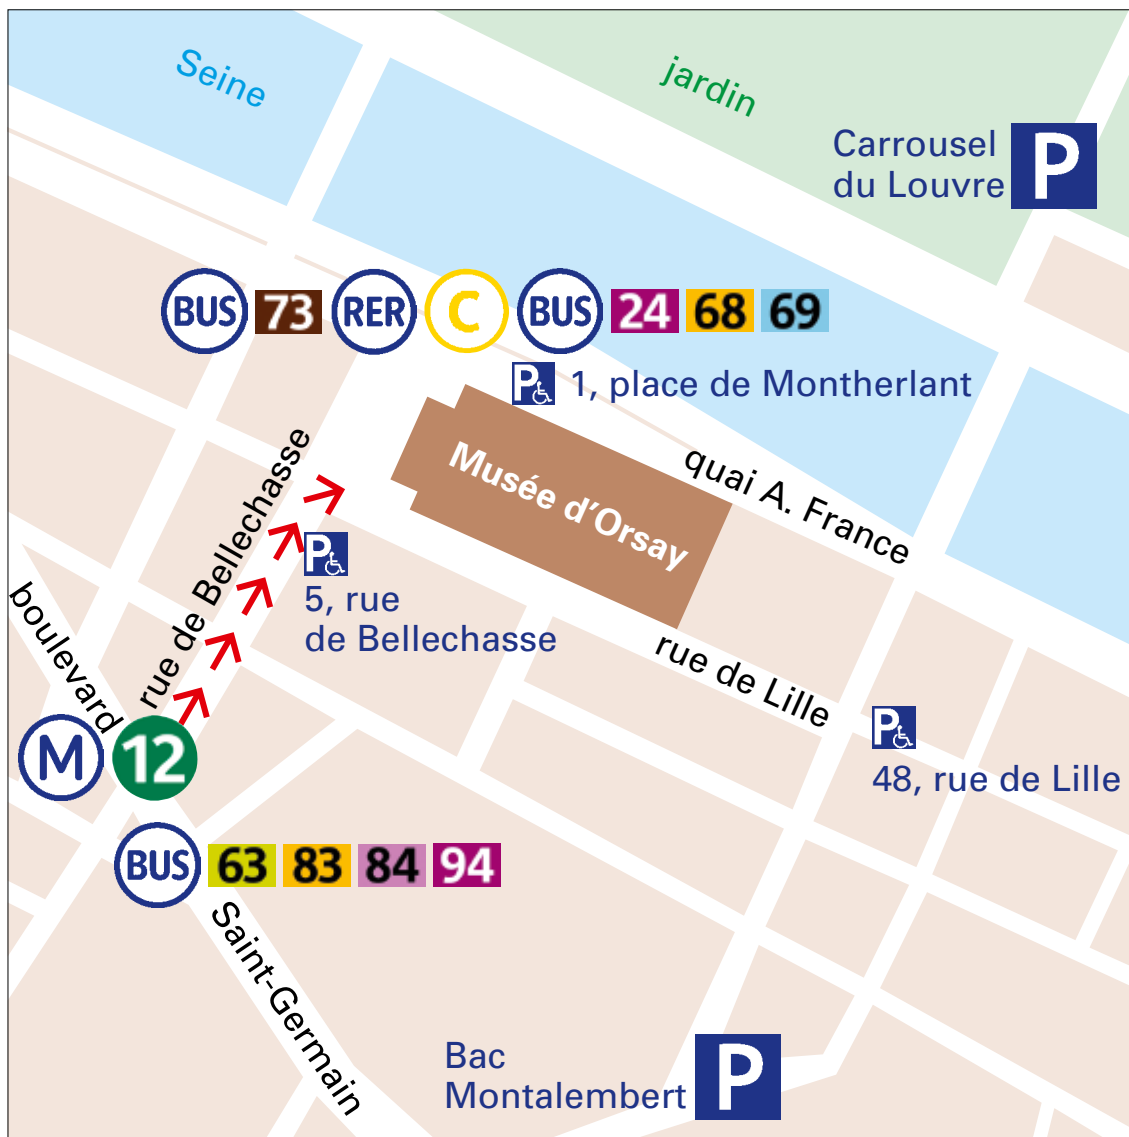 Seine
jardin
Carrousel
du Louvre
P
BUS 73 RER C BUS 24 68 69
P 1, place de Montherlant
Musée d'Orsay
quai A. France
rue de Bellechasse
P
5, rue
de Bellechasse
boulevard
rue de Lille
P
48, rue de Lille
M 12
BUS 63 83 84 94
Saint-Germain
Bac
Montalembert
P